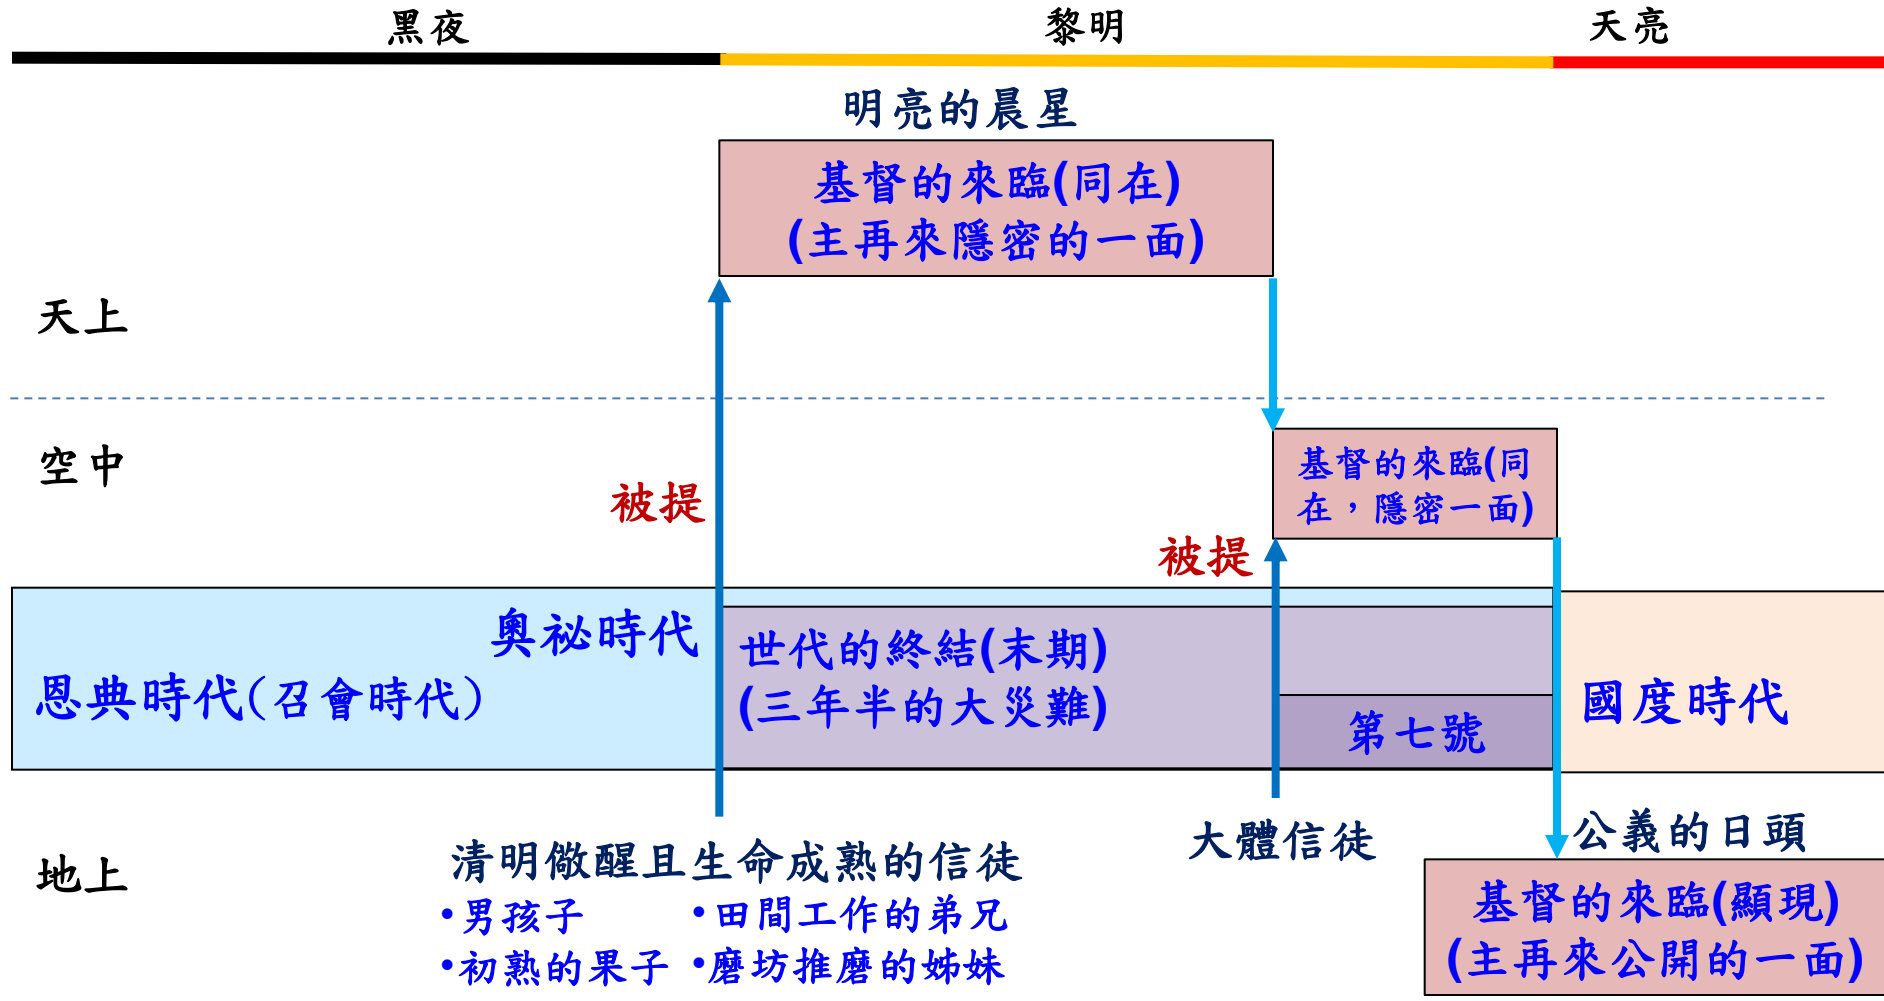 黑夜
黎明
天亮
明亮的晨星
基督的來臨(同在)
(主再來隱密的一面)
天上
空中
被提
基督的來臨(同
在，隱密一面)
被提
奧祕時代
恩典時代(召會時代)
世代的終結(末期)
(三年半的大災難)
第七號
國度時代
地上
清明儆醒且生命成熟的信徒
•男孩子
•田間工作的弟兄
•初熟的果子
•磨坊推磨的姊妹
大體信徒
公義的日頭
基督的來臨(顯現)
(主再來公開的一面)